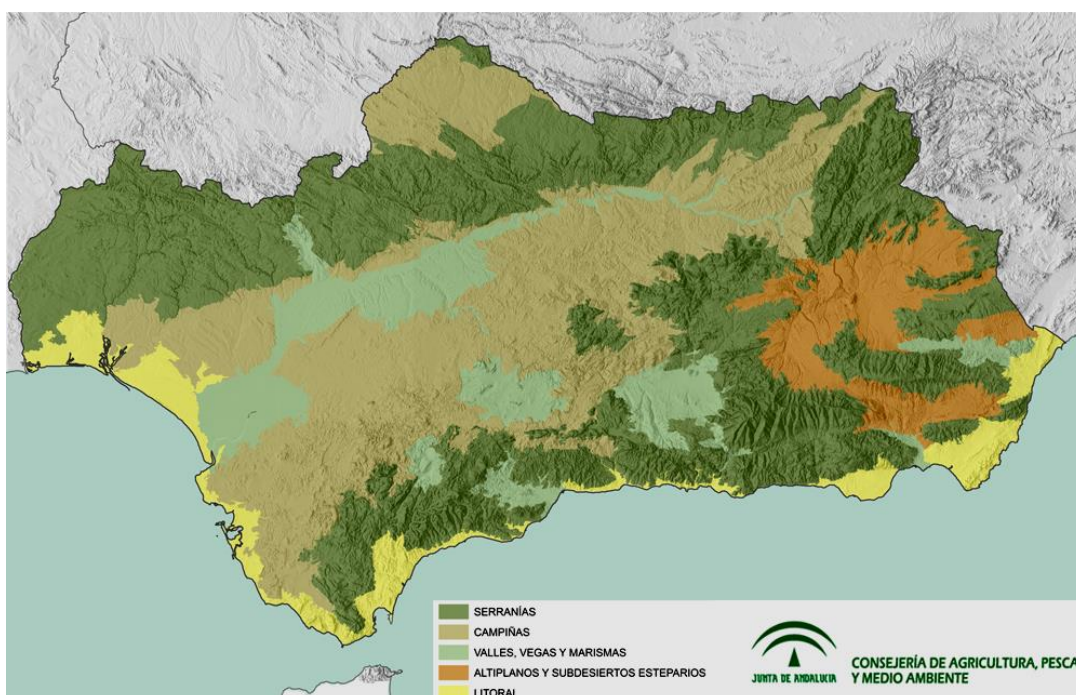 SERRANÍAS
CAMPIÑAS
VALLES, VEGAS Y MARISMAS
ALTIPLANOS Y SUBDESIERTOS ESTEPARIOS
LITORAL
JUNTA DE ANDALUCIA
CONSEJERÍA DE AGRICULTURA, PESCA
Y MEDIO AMBIENTE